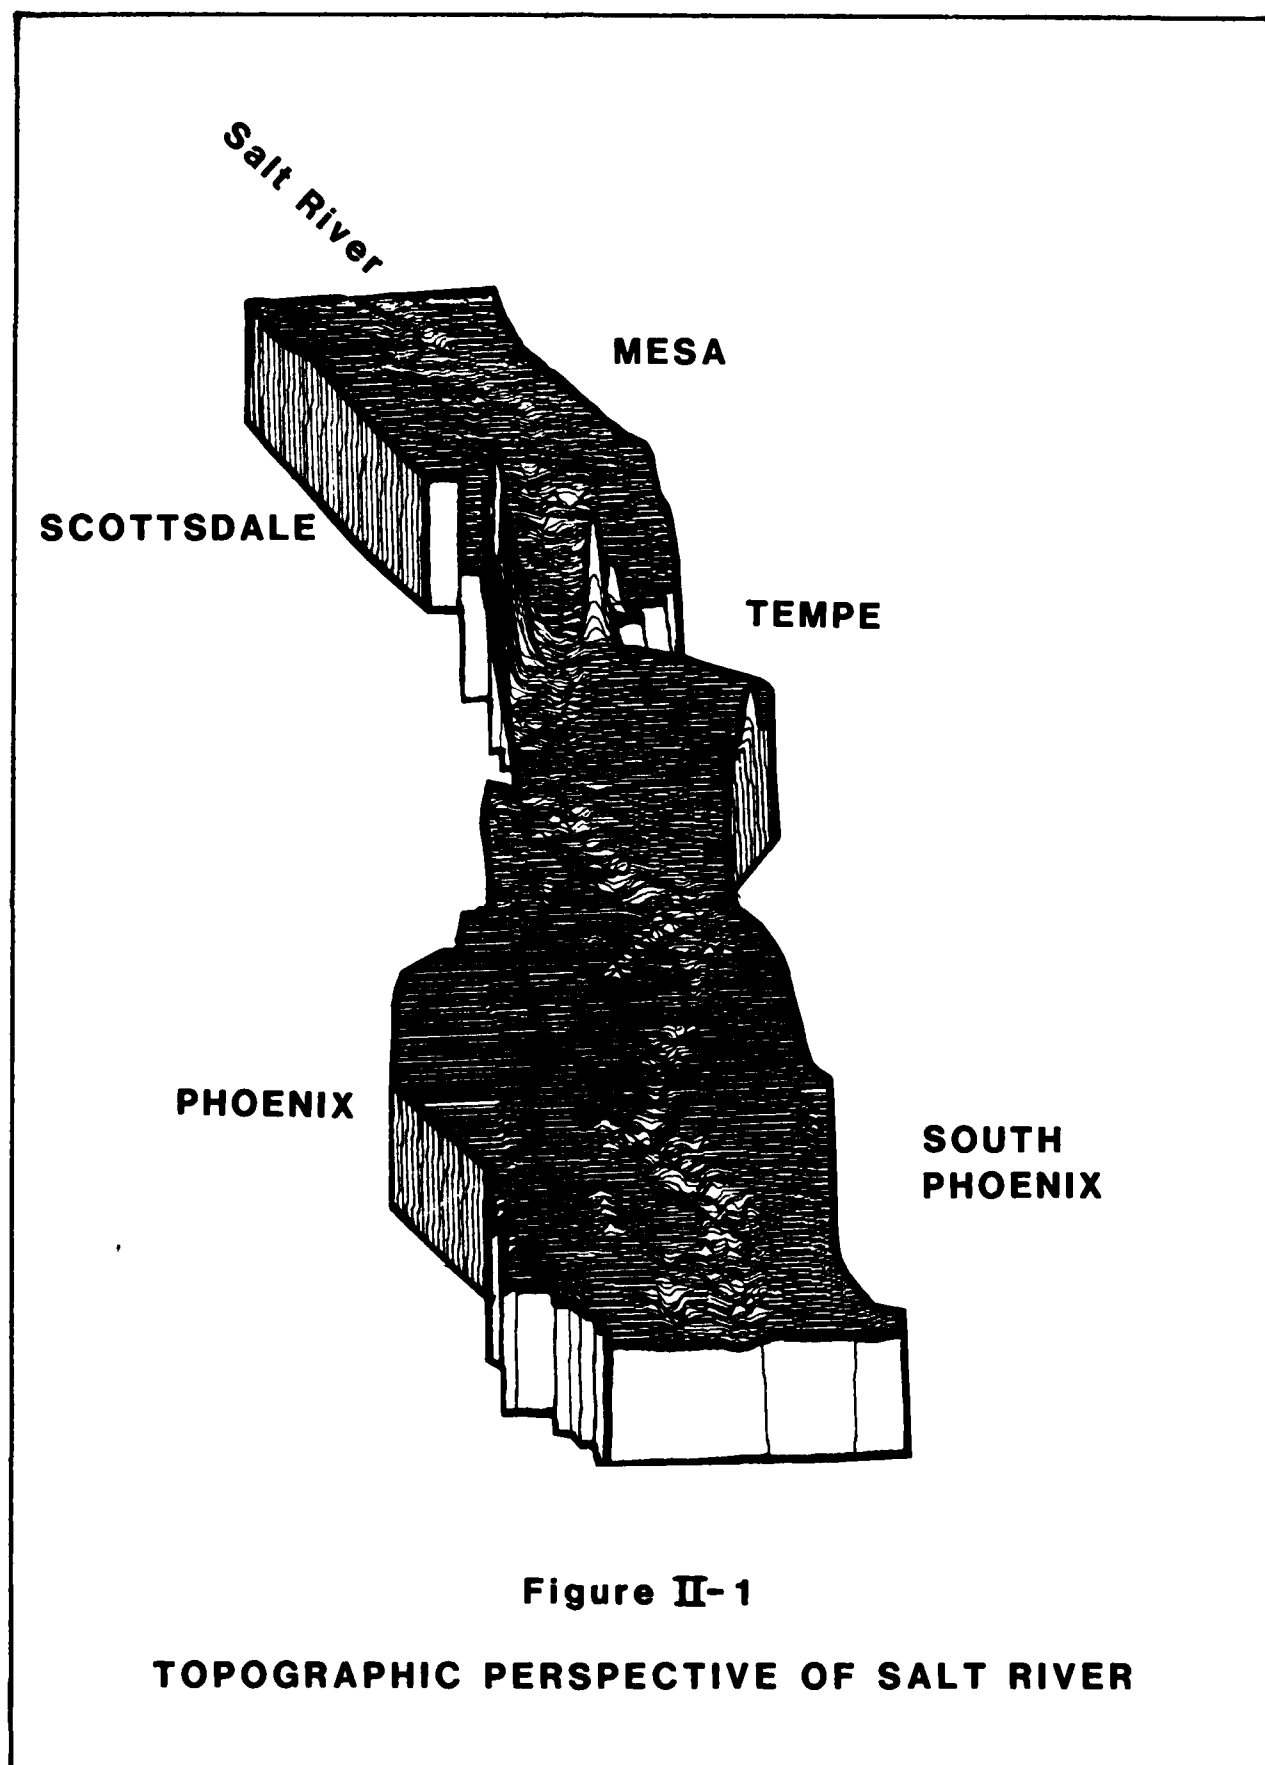 Salt River
MESA
SCOTTSDALE
TEMPE
PHOENIX
SOUTH
PHOENIX
Figure II-1
TOPOGRAPHIC PERSPECTIVE OF SALT RIVER